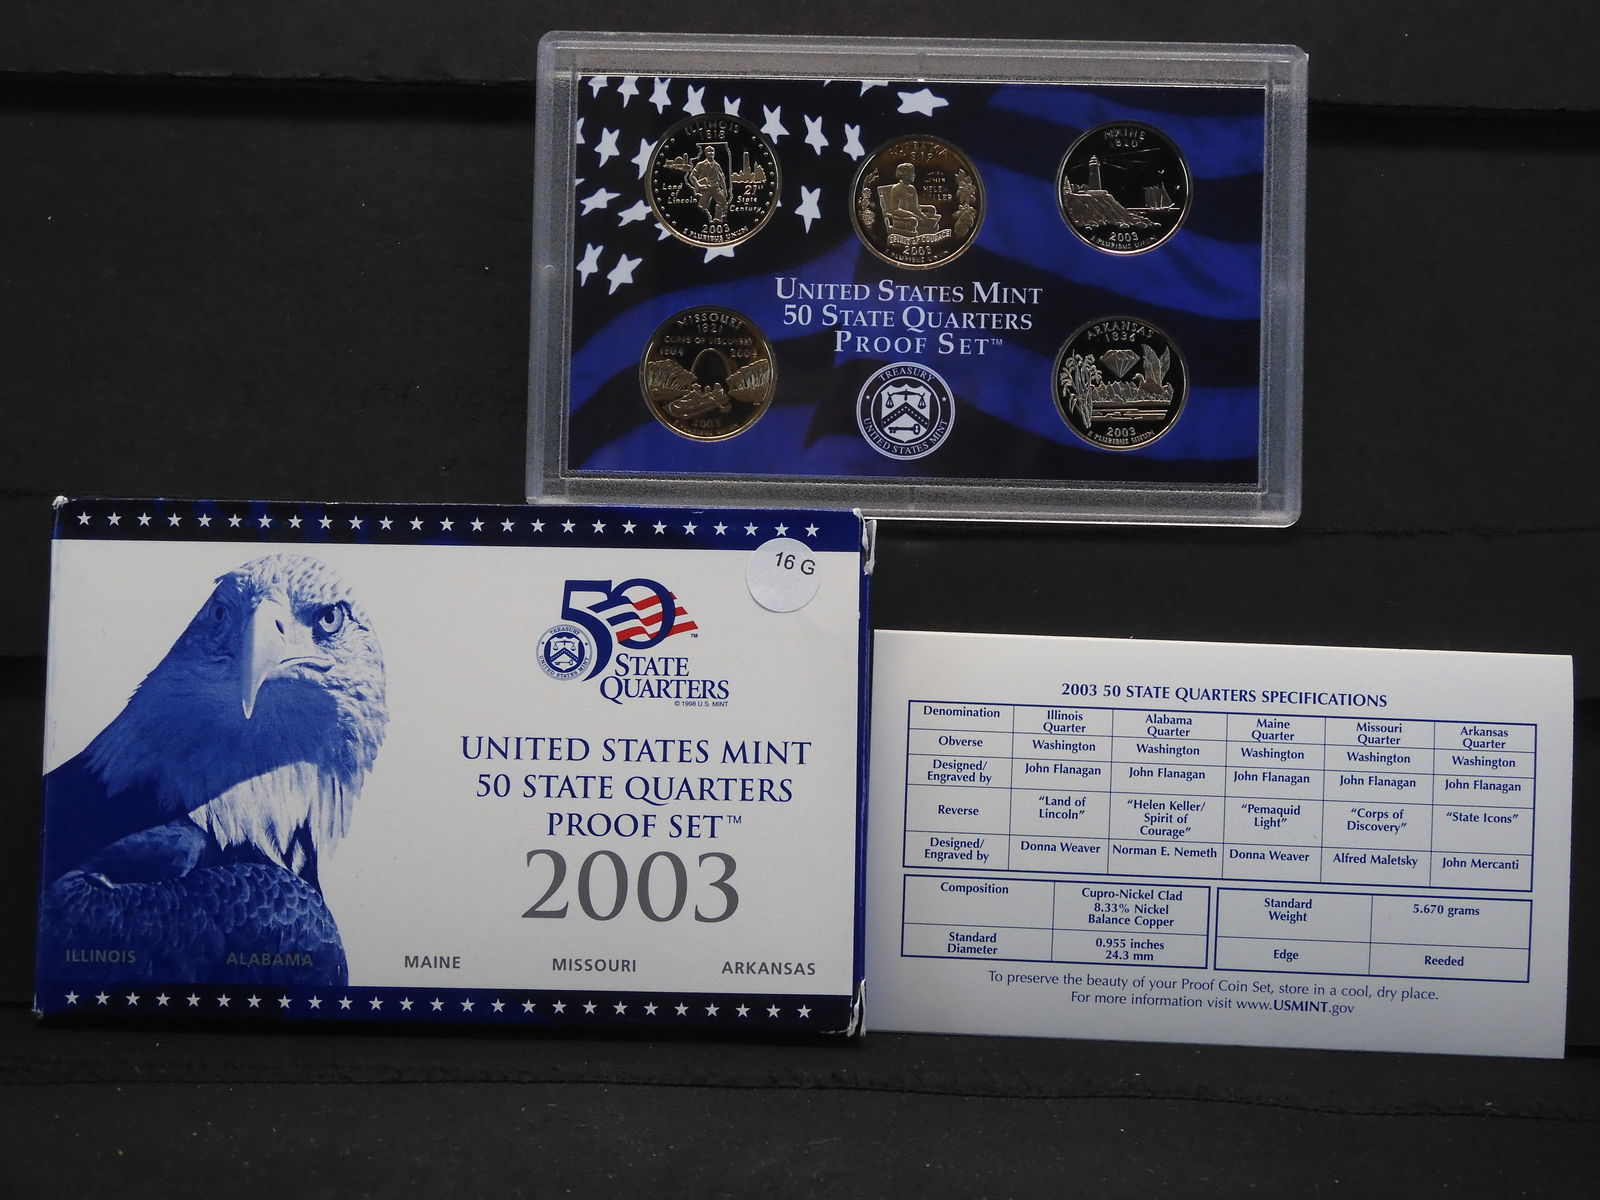 ILLINOIS
1818
Land
of
Lincoln
21st
State
Century
2003
E PLURIBUS UNUM
ALABAMA
1819
HELEN
KELLER
SPIRIT of COURAGE
2003
E PLURIBUS UNUM
MAINE
1820
2003
E PLURIBUS UNUM
UNITED STATES MINT
50 STATE QUARTERS
PROOF SET™
MISSOURI
1821
CORPS OF DISCOVERY
1804 2004
2003
ARKANSAS
1836
2003
E PLURIBUS UNUM
TREASURY
UNITED STATES MINT
16 G
50
TREASURY
UNITED STATES MINT
™
STATE
QUARTERS
© 1998 U.S. MINT
UNITED STATES MINT
50 STATE QUARTERS
PROOF SET™
2003
ILLINOIS ALABAMA MAINE MISSOURI ARKANSAS
2003 50 STATE QUARTERS SPECIFICATIONS
Denomination Illinois Quarter Alabama Quarter Maine Quarter Missouri Quarter Arkansas Quarter
Obverse Washington Washington Washington Washington Washington
Designed/ Engraved by John Flanagan John Flanagan John Flanagan John Flanagan John Flanagan
Reverse "Land of Lincoln" "Helen Keller/ Spirit of Courage" "Pemaquid Light" "Corps of Discovery" "State Icons"
Designed/ Engraved by Donna Weaver Norman E. Nemeth Donna Weaver Alfred Maletsky John Mercanti
Composition Cupro-Nickel Clad
8.33% Nickel
Balance Copper
Standard Diameter 0.955 inches
24.3 mm
Standard Weight 5.670 grams
Edge Reeded
To preserve the beauty of your Proof Coin Set, store in a cool, dry place.
For more information visit www.USMINT.gov